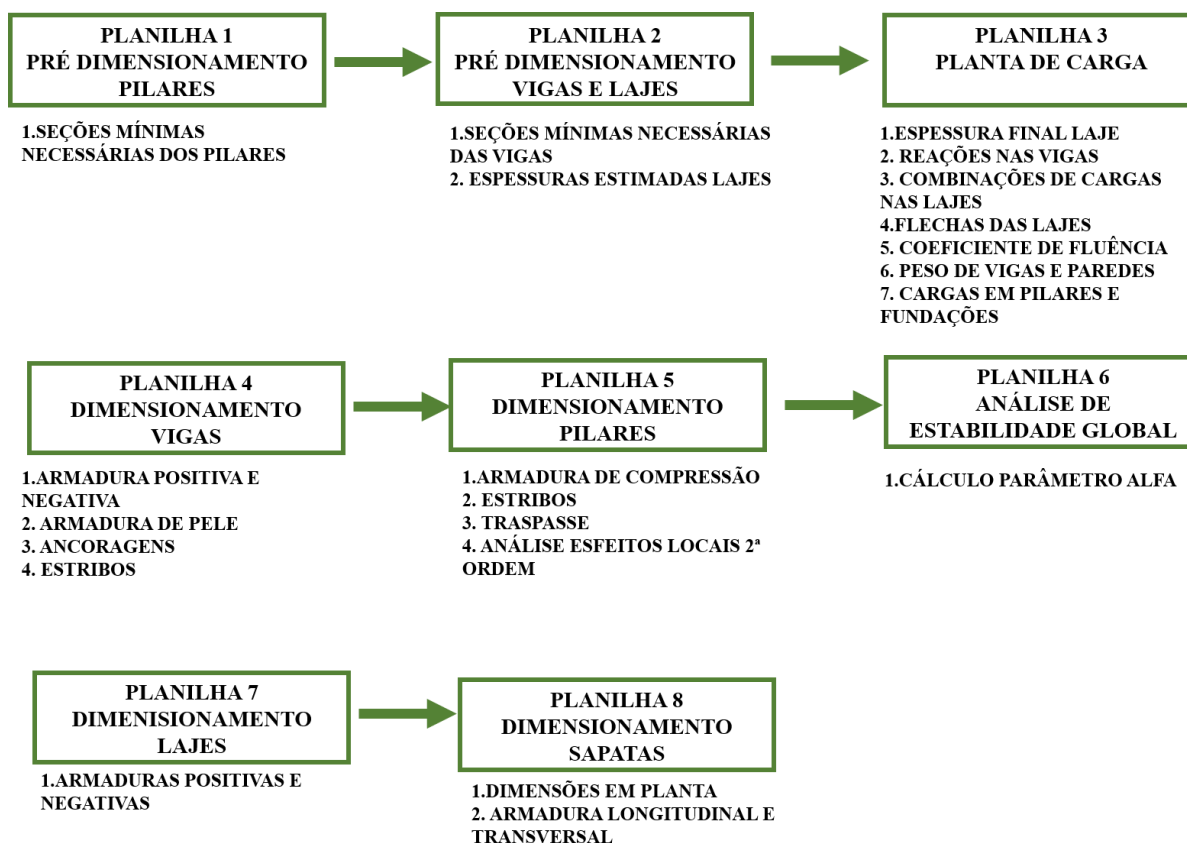 PLANILHA 1
PRÉ DIMENSIONAMENTO
PILARES
1.SEÇÕES MÍNIMAS
NECESSÁRIAS DOS PILARES
PLANILHA 2
PRÉ DIMENSIONAMENTO
VIGAS E LAJES
1.SEÇÕES MÍNIMAS NECESSÁRIAS
DAS VIGAS
2. ESPESSURAS ESTIMADAS LAJES
PLANILHA 3
PLANTA DE CARGA
1.ESPESSURA FINAL LAJE
2. REAÇÕES NAS VIGAS
3. COMBINAÇÕES DE CARGAS
NAS LAJES
4.FLECHAS DAS LAJES
5. COEFICIENTE DE FLUÊNCIA
6. PESO DE VIGAS E PAREDES
7. CARGAS EM PILARES E
FUNDAÇÕES
PLANILHA 4
DIMENSIONAMENTO
VIGAS
1.ARMADURA POSITIVA E
NEGATIVA
2. ARMADURA DE PELE
3. ANCORAGENS
4. ESTRIBOS
PLANILHA 5
DIMENSIONAMENTO
PILARES
1.ARMADURA DE COMPRESSÃO
2. ESTRIBOS
3. TRASPASSE
4. ANÁLISE ESFEITOS LOCAIS 2ª
ORDEM
PLANILHA 6
ANÁLISE DE
ESTABILIDADE GLOBAL
1.CÁLCULO PARÂMETRO ALFA
PLANILHA 7
DIMENISIONAMENTO
LAJES
1.ARMADURAS POSITIVAS E
NEGATIVAS
PLANILHA 8
DIMENSIONAMENTO
SAPATAS
1.DIMENSÕES EM PLANTA
2. ARMADURA LONGITUDINAL E
TRANSVERSAL